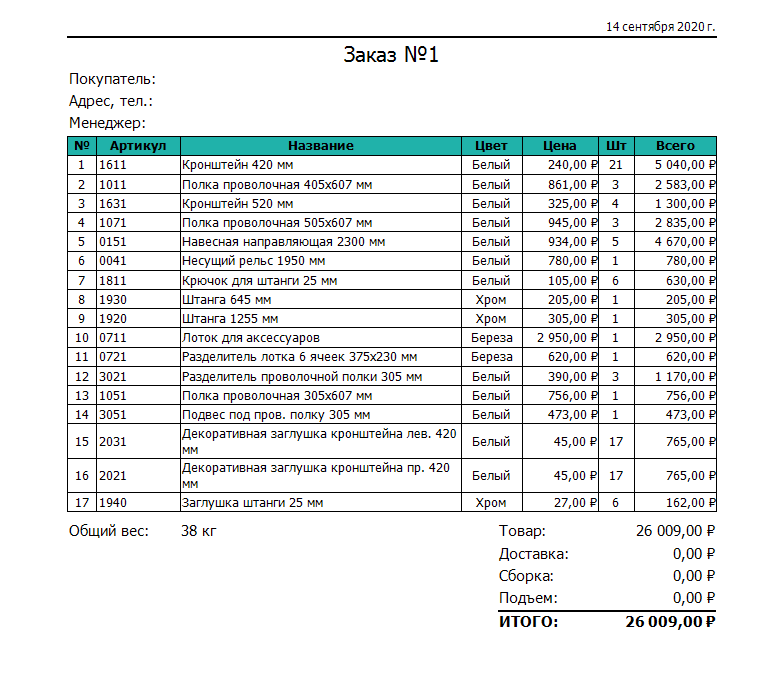 14 сентября 2020 г.
Заказ №1
Покупатель:
Адрес, тел.:
Менеджер:
№ Артикул Название Цвет Цена Шт Всего
1 1611 Кронштейн 420 мм Белый 240,00 ₽ 21 5 040,00 ₽
2 1011 Полка проволочная 405х607 мм Белый 861,00 ₽ 3 2 583,00 ₽
3 1631 Кронштейн 520 мм Белый 325,00 ₽ 4 1 300,00 ₽
4 1071 Полка проволочная 505х607 мм Белый 945,00 ₽ 3 2 835,00 ₽
5 0151 Навесная направляющая 2300 мм Белый 934,00 ₽ 5 4 670,00 ₽
6 0041 Несущий рельс 1950 мм Белый 780,00 ₽ 1 780,00 ₽
7 1811 Крючок для штанги 25 мм Белый 105,00 ₽ 6 630,00 ₽
8 1930 Штанга 645 мм Хром 205,00 ₽ 1 205,00 ₽
9 1920 Штанга 1255 мм Хром 305,00 ₽ 1 305,00 ₽
10 0711 Лоток для аксессуаров Береза 2 950,00 ₽ 1 2 950,00 ₽
11 0721 Разделитель лотка 6 ячеек 375х230 мм Береза 620,00 ₽ 1 620,00 ₽
12 3021 Разделитель проволочной полки 305 мм Белый 390,00 ₽ 3 1 170,00 ₽
13 1051 Полка проволочная 305х607 мм Белый 756,00 ₽ 1 756,00 ₽
14 3051 Подвес под пров. полку 305 мм Белый 473,00 ₽ 1 473,00 ₽
15 2031 Декоративная заглушка кронштейна лев. 420
мм Белый 45,00 ₽ 17 765,00 ₽
16 2021 Декоративная заглушка кронштейна пр. 420
мм Белый 45,00 ₽ 17 765,00 ₽
17 1940 Заглушка штанги 25 мм Хром 27,00 ₽ 6 162,00 ₽
Общий вес: 38 кг Товар: 26 009,00 ₽
Доставка: 0,00 ₽
Сборка: 0,00 ₽
Подъем: 0,00 ₽
ИТОГО: 26 009,00 ₽